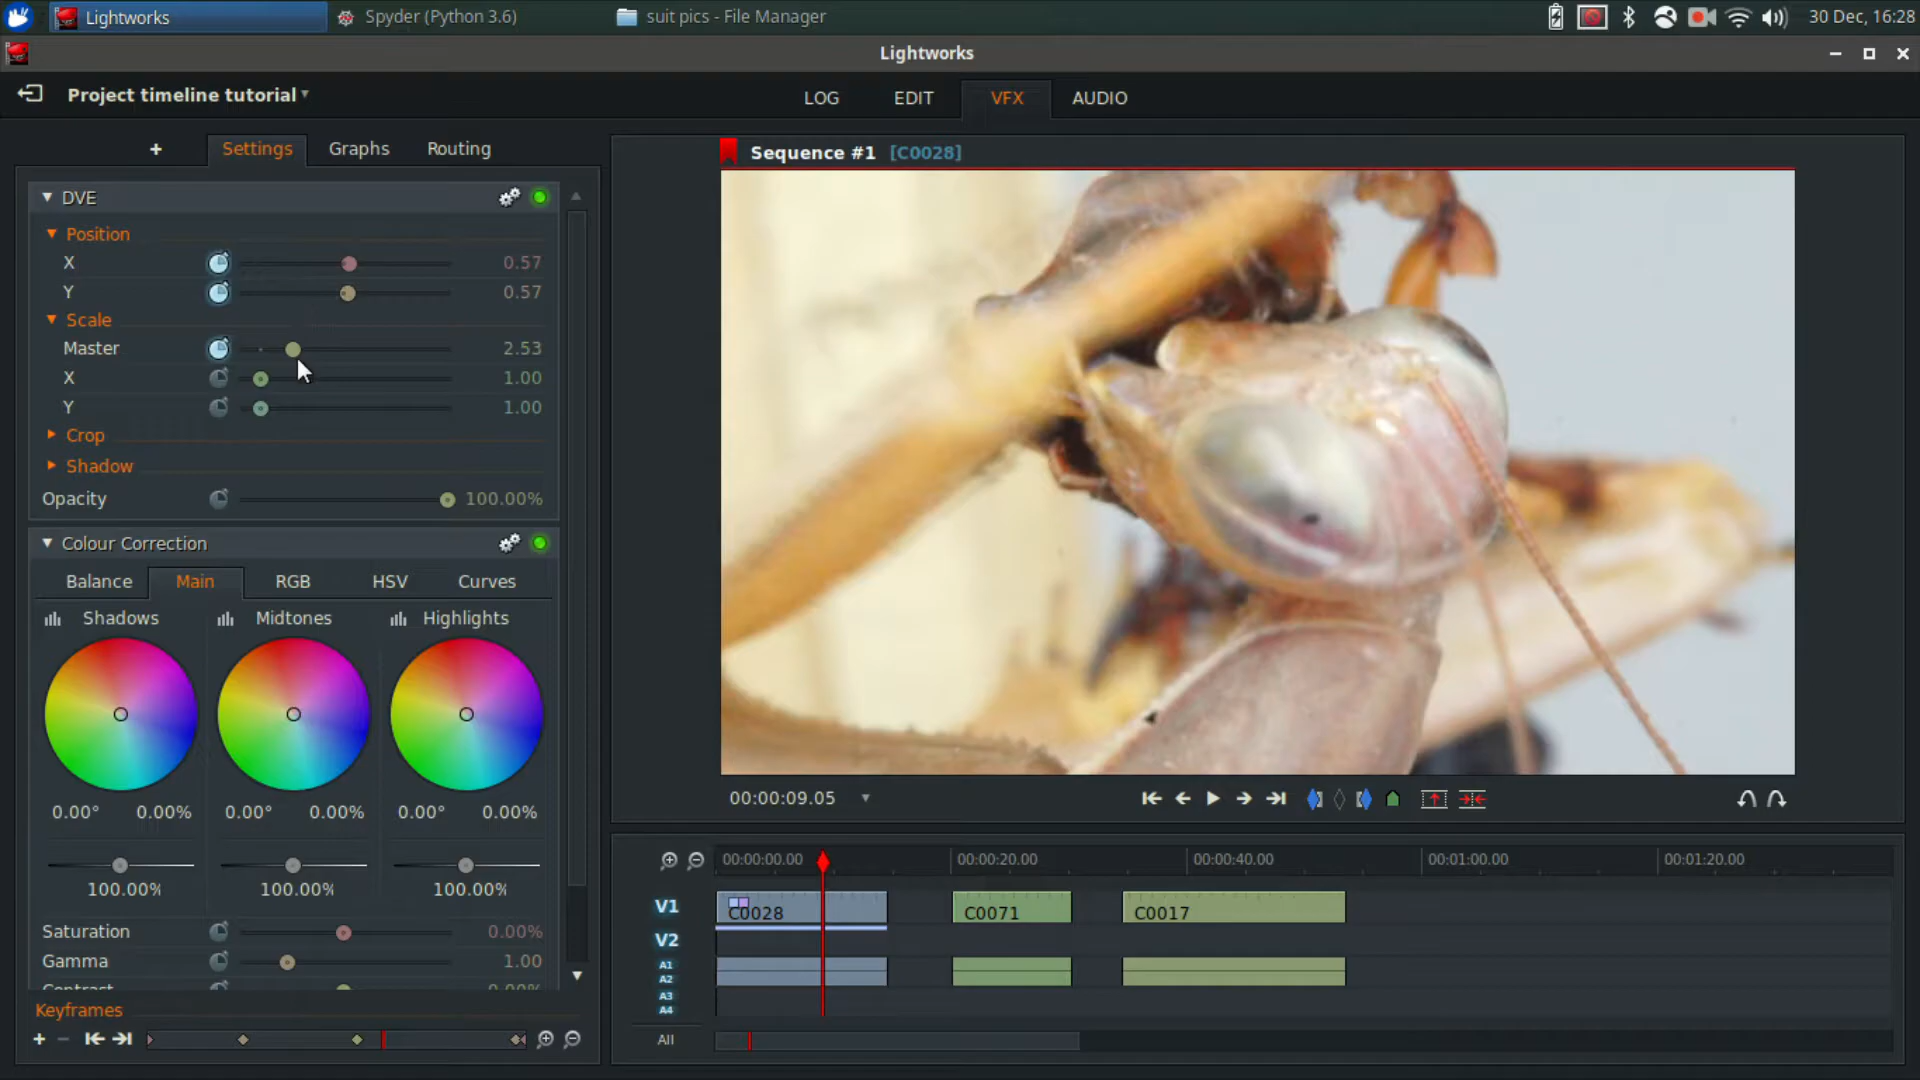 Lightworks
Spyder (Python 3.6)
suit pics - File Manager
30 Dec, 16:28
Lightworks
Project timeline tutorial
LOG
EDIT
VFX
AUDIO
+
Settings
Graphs
Routing
Sequence #1 [C0028]
DVE
Position
X 0.57
Y 0.57
Scale
Master 2.53
X 1.00
Y 1.00
Crop
Shadow
Opacity 100.00%
Colour Correction
Balance
Main
RGB
HSV
Curves
Shadows
Midtones
Highlights
0.00° 0.00%
0.00° 0.00%
0.00° 0.00%
100.00%
100.00%
100.00%
Saturation 0.00%
Gamma 1.00
Contrast 0.00%
Keyframes
00:00:09.05
00:00:00.00
00:00:20.00
00:00:40.00
00:01:00.00
00:01:20.00
V1
C0028
C0071
C0017
V2
A1
A2
A3
A4
All